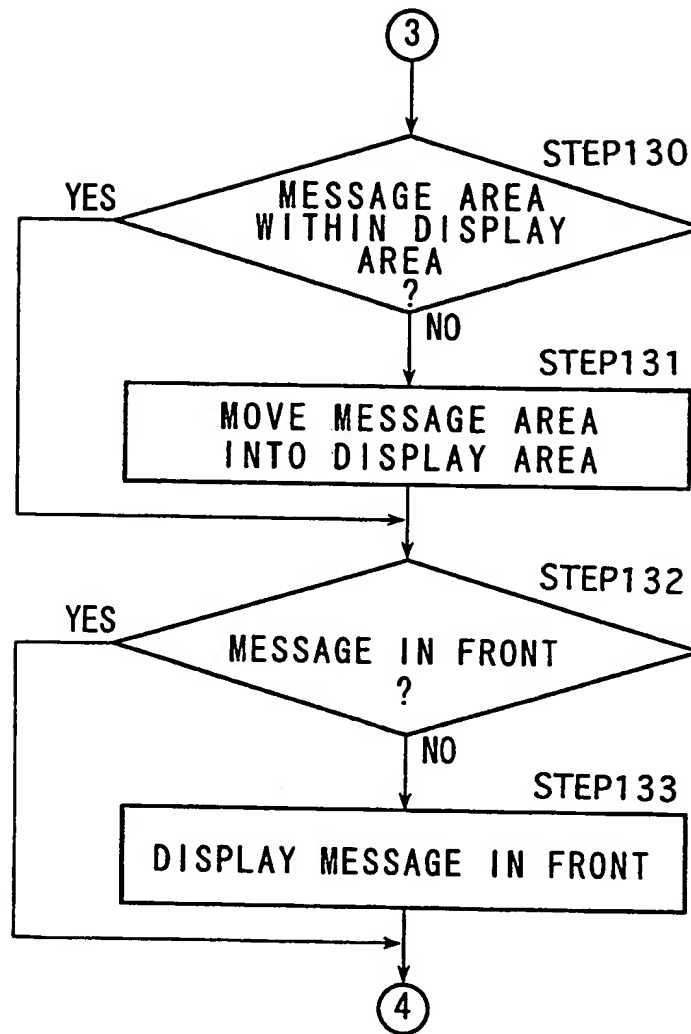 3
STEP130
YES
MESSAGE AREA
WITHIN DISPLAY
AREA
?
NO
STEP131
MOVE MESSAGE AREA
INTO DISPLAY AREA
STEP132
YES
MESSAGE IN FRONT
?
NO
STEP133
DISPLAY MESSAGE IN FRONT
4